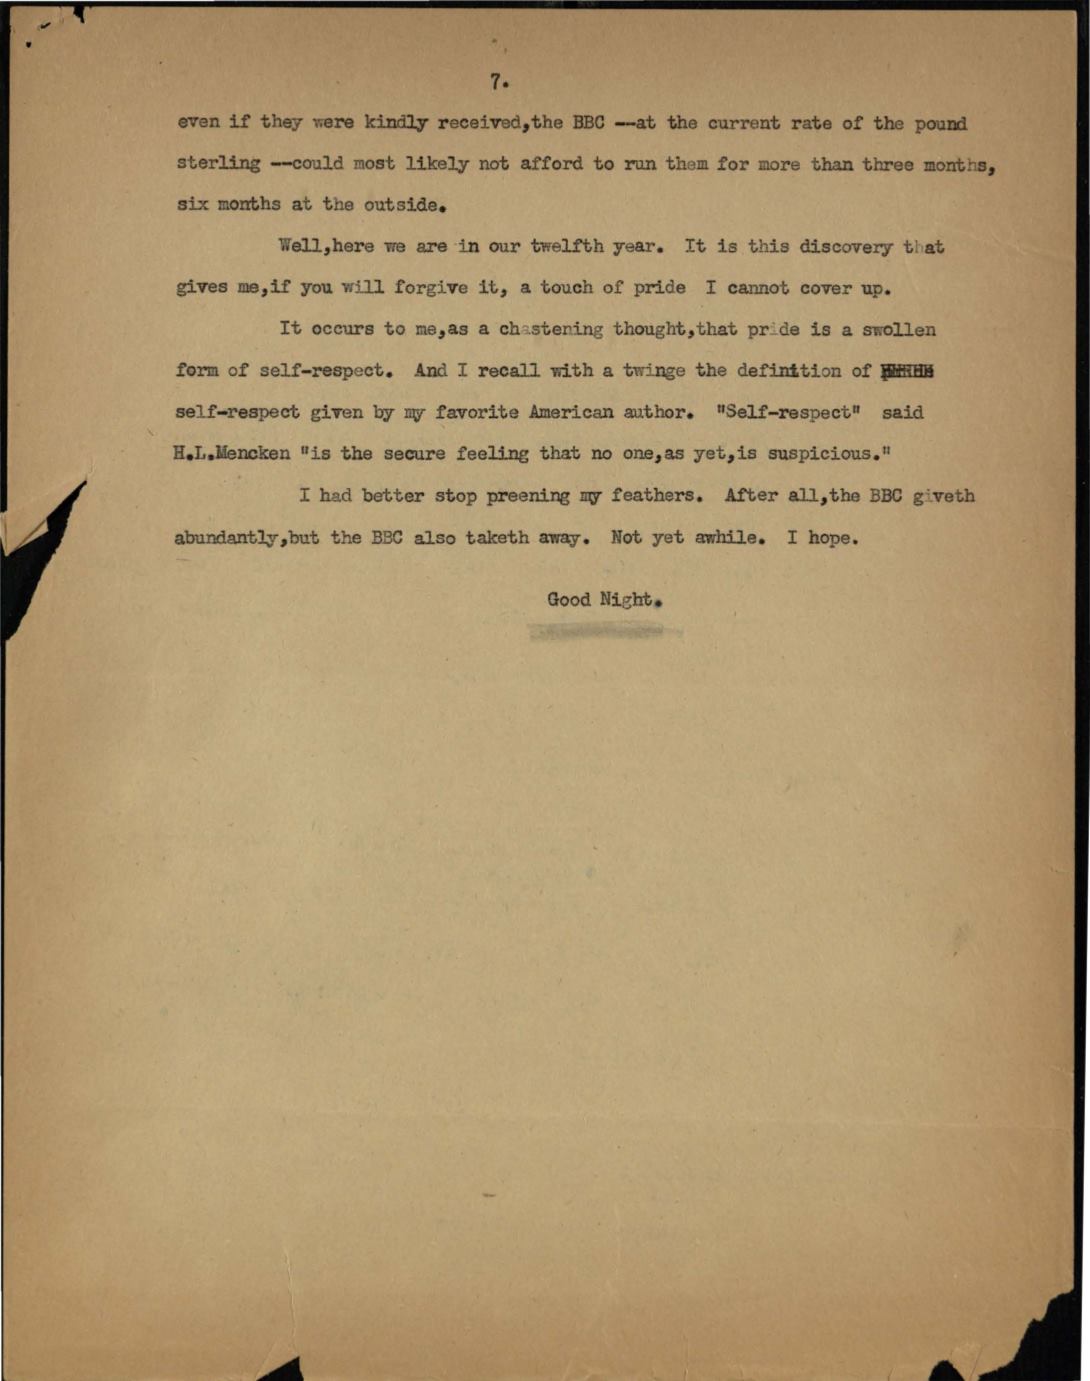 7.
even if they were kindly received,the BBC --at the current rate of the pound
sterling --could most likely not afford to run them for more than three months,
six months at the outside.
Well,here we are in our twelfth year. It is this discovery that
gives me,if you will forgive it, a touch of pride I cannot cover up.
It occurs to me,as a chastening thought,that pride is a swollen
form of self-respect. And I recall with a twinge the definition of
self-respect given by my favorite American author. "Self-respect" said
H.L.Mencken "is the secure feeling that no one,as yet,is suspicious."
I had better stop preening my feathers. After all,the BBC giveth
abundantly,but the BBC also taketh away. Not yet awhile. I hope.
Good Night.